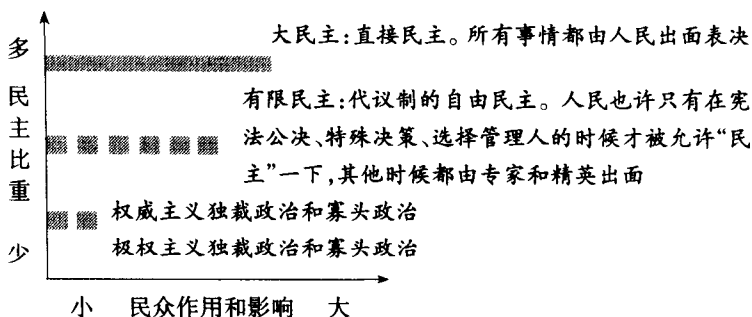 大民主:直接民主。所有事情都由人民出面表决
有限民主:代议制的自由民主。人民也许只有在宪
法公决、特殊决策、选择管理人的时候才被允许“民
主”一下,其他时候都由专家和精英出面
权威主义独裁政治和寡头政治
极权主义独裁政治和寡头政治
多 民主比重 少
小 民众作用和影响 大